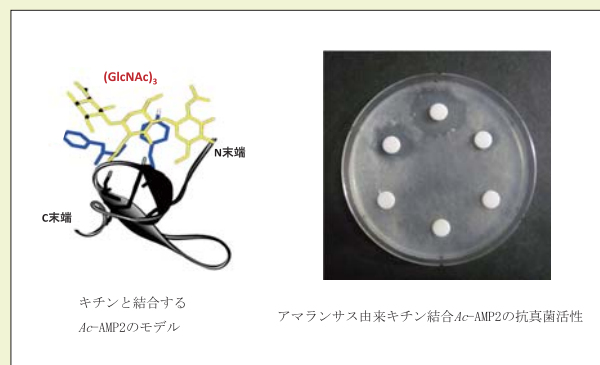 (GlcNAc)3
N末端
C末端
キチンと結合する
Ac-AMP2のモデル
アマランサス由来キチン結合Ac-AMP2の抗真菌活性